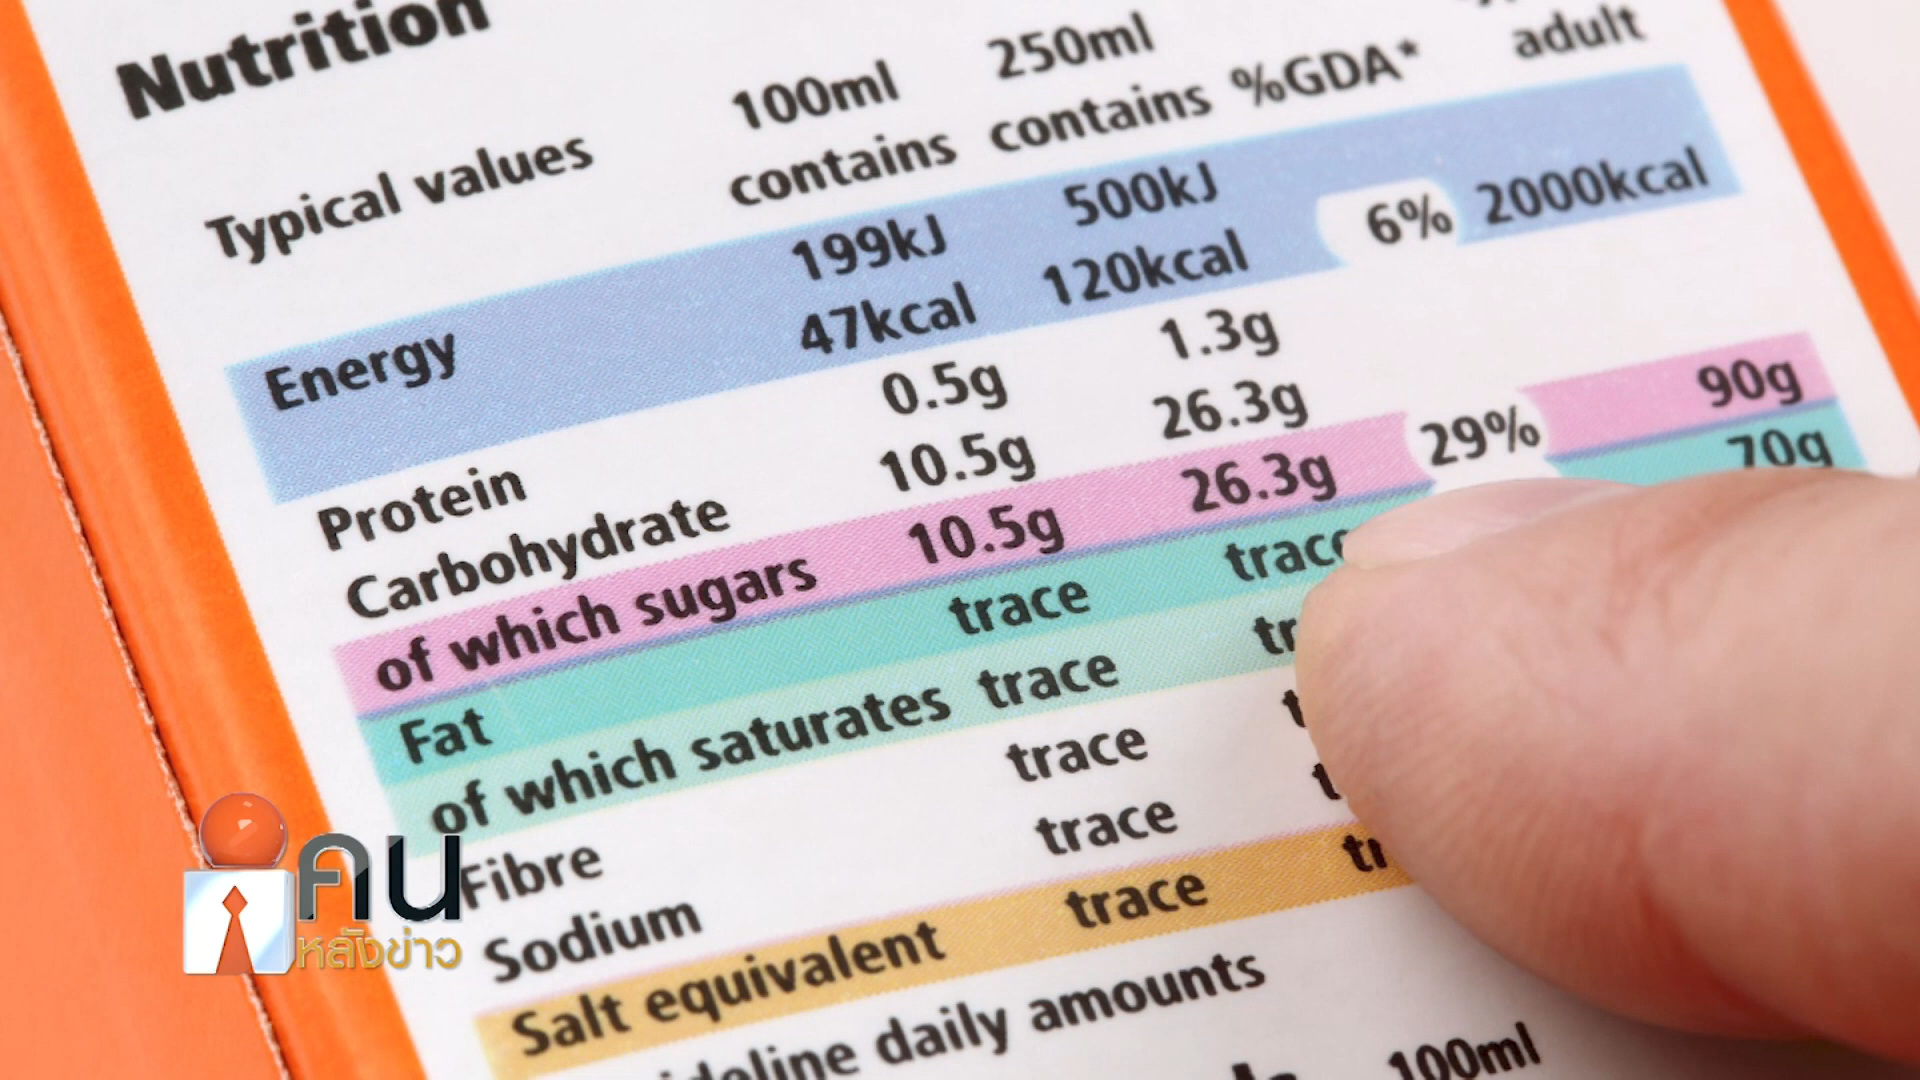 Nutrition
Typical values 100ml contains 250ml contains %GDA* adult
Energy 199kJ 500kJ
47kcal 120kcal 6% 2000kcal
Protein 0.5g 1.3g
Carbohydrate 10.5g 26.3g
of which sugars 10.5g 26.3g 29% 90g
Fat trace trace 70g
of which saturates trace
Fibre trace
Sodium trace
Salt equivalent trace
daily amounts
100ml
คน
หลังข่าว